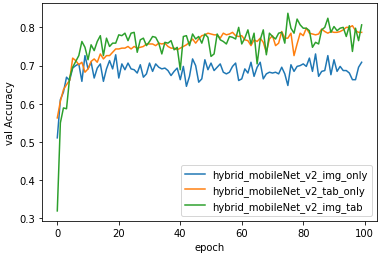 val Accuracy
0.8
0.7
0.6
0.5
0.4
0.3
0 20 40 60 80 100
epoch
hybrid_mobileNet_v2_img_only
hybrid_mobileNet_v2_tab_only
hybrid_mobileNet_v2_img_tab